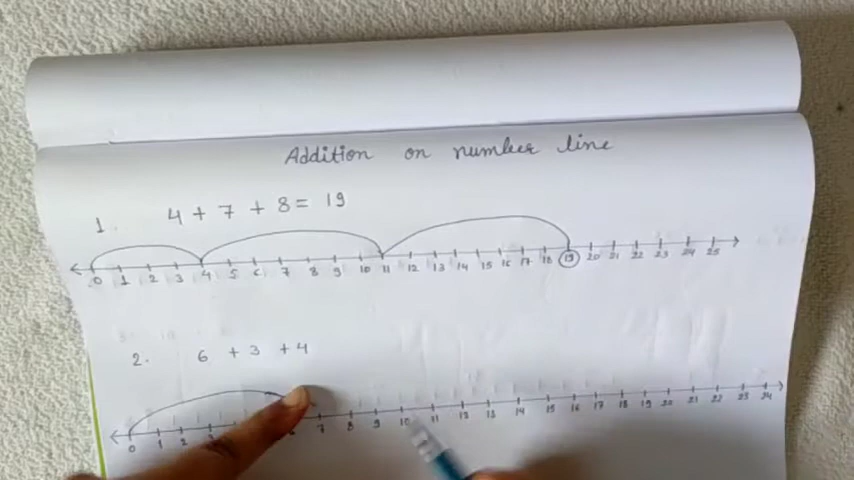 Addition on number line
1. 4 + 7 + 8 = 19
0 1 2 3 4 5 6 7 8 9 10 11 12 13 14 15 16 17 18 19 20 21 22 23 24 25
2. 6 + 3 + 4
0 1 2 3 6 7 8 9 10 11 12 13 14 15 16 17 18 19 20 21 22 23 24